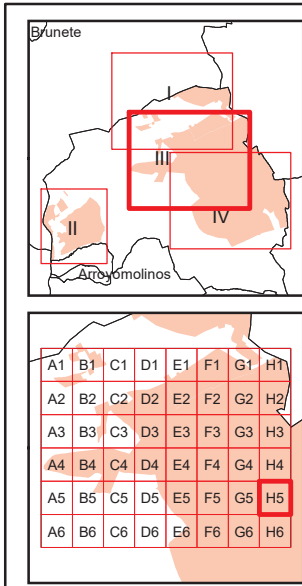 Brunete
I
III
IV
II
Arroyomolinos
A1 B1 C1 D1 E1 F1 G1 H1
A2 B2 C2 D2 E2 F2 G2 H2
A3 B3 C3 D3 E3 F3 G3 H3
A4 B4 C4 D4 E4 F4 G4 H4
A5 B5 C5 D5 E5 F5 G5 H5
A6 B6 C6 D6 E6 F6 G6 H6